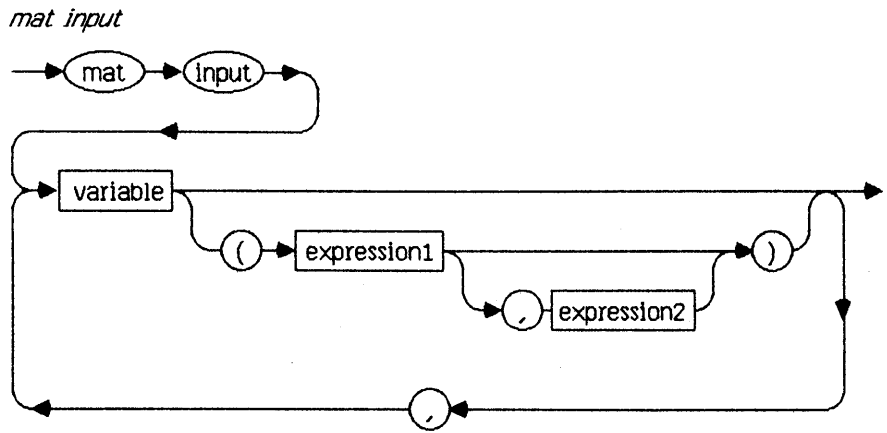 mat input
mat input
variable
( expression1 )
, expression2
,